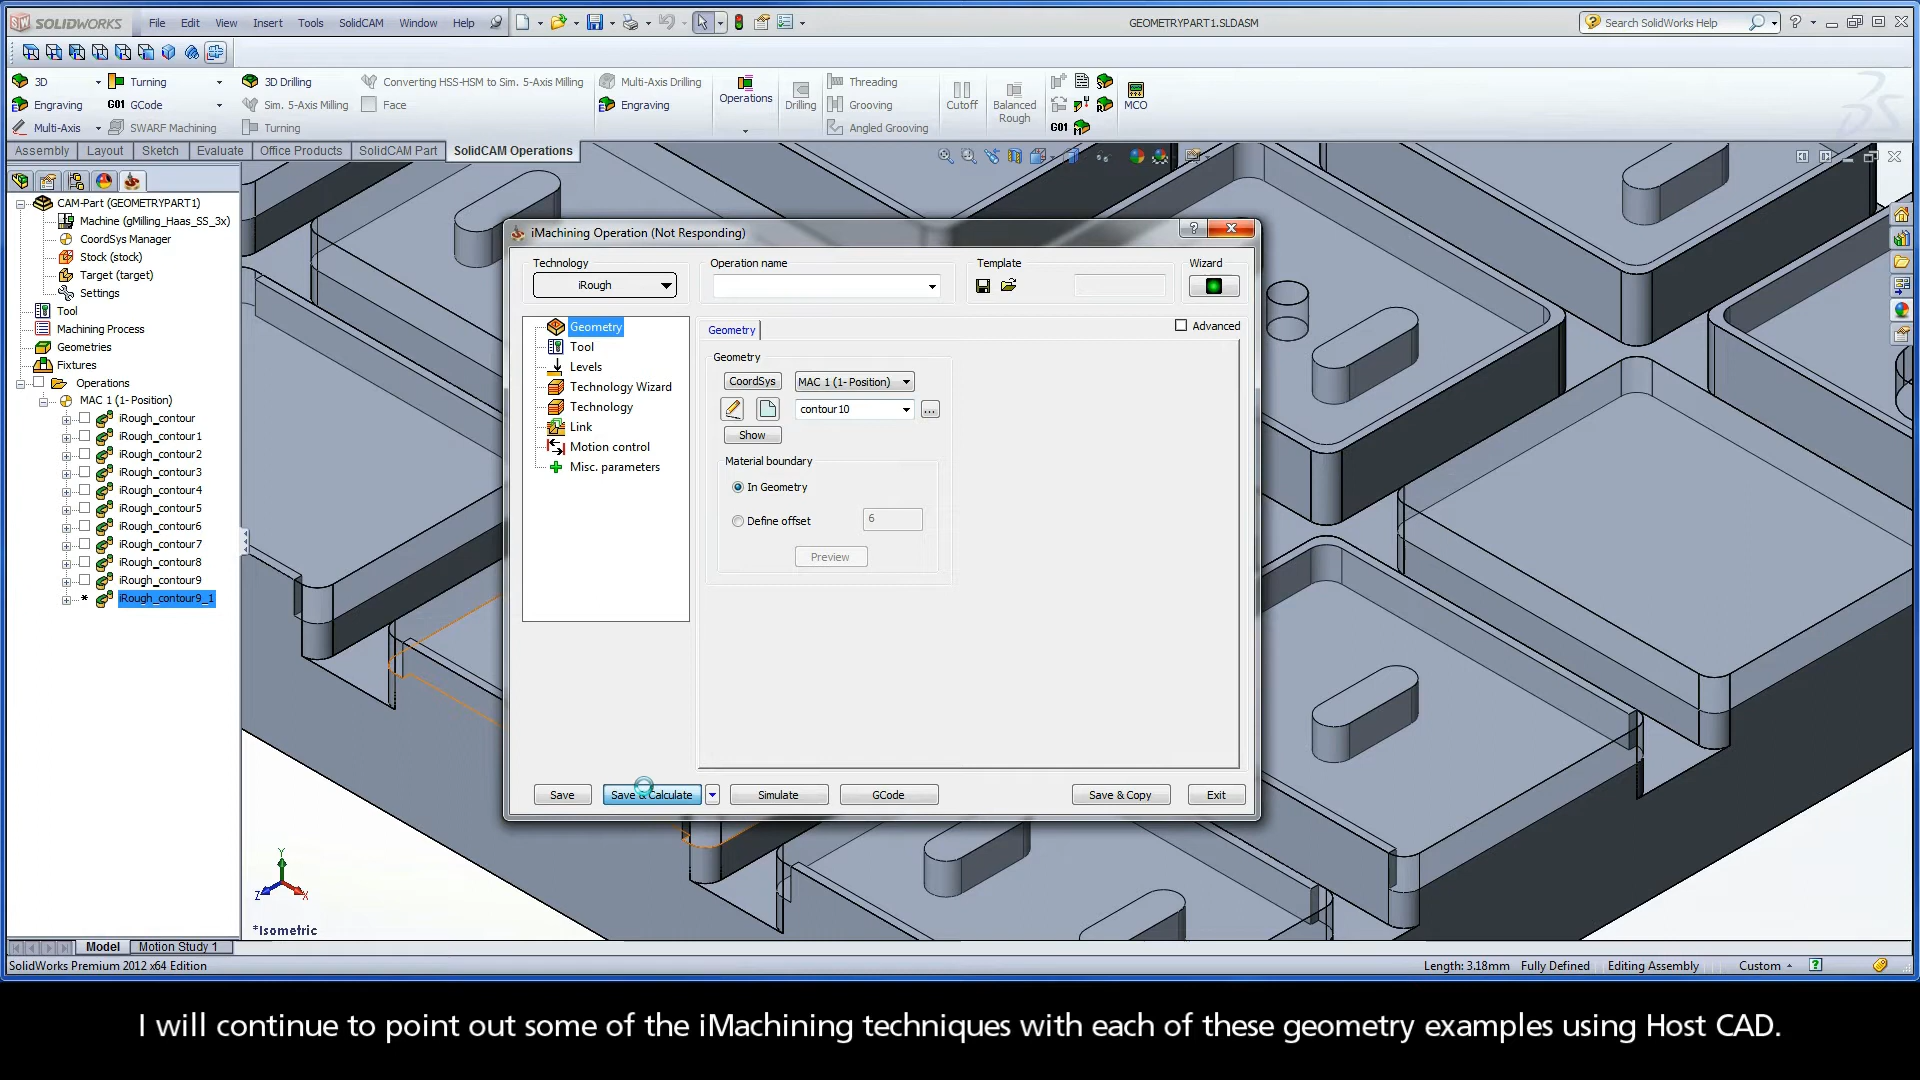 SOLIDWORKS File Edit View Insert Tools SolidCAM Window Help GEOMETRYPART1.SLDASM Search SolidWorks Help
3D Turning 3D Drilling Converting HSS-HSM to Sim. 5-Axis Milling Multi-Axis Drilling Threading
Engraving G01 GCode Sim. 5-Axis Milling Face Engraving Operations Drilling Grooving Cutoff Balanced Rough MCO
Multi-Axis SWARF Machining Turning Angled Grooving G01
Assembly Layout Sketch Evaluate Office Products SolidCAM Part SolidCAM Operations
CAM-Part (GEOMETRYPART1)
Machine (gMilling_Haas_SS_3x)
CoordSys Manager
Stock (stock)
Target (target)
Settings
Tool
Machining Process
Geometries
Fixtures
Operations
MAC 1 (1- Position)
iRough_contour
iRough_contour1
iRough_contour2
iRough_contour3
iRough_contour4
iRough_contour5
iRough_contour6
iRough_contour7
iRough_contour8
iRough_contour9
* iRough_contour9_1
iMachining Operation (Not Responding)
Technology Operation name Template Wizard
iRough
Geometry
Tool
Levels
Technology Wizard
Technology
Link
Motion control
Misc. parameters
Geometry Advanced
Geometry
CoordSys MAC 1 (1- Position)
contour10 ...
Show
Material boundary
In Geometry
Define offset 6
Preview
Save Save & Calculate Simulate GCode Save & Copy Exit
Y
Z X
*Isometric
Model Motion Study 1
SolidWorks Premium 2012 x64 Edition Length: 3.18mm Fully Defined Editing Assembly Custom
I will continue to point out some of the iMachining techniques with each of these geometry examples using Host CAD.